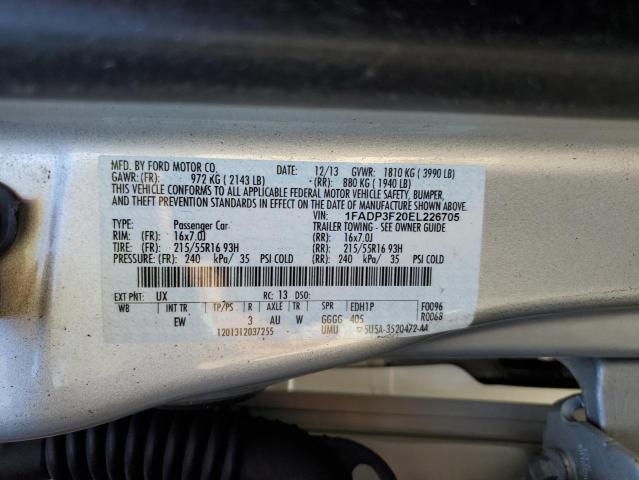 MFD. BY FORD MOTOR CO.
DATE: 12/13 GVWR: 1810 KG ( 3990 LB)
GAWR: (FR): 972 KG ( 2143 LB) -(RR): 880 KG ( 1940 LB)
THIS VEHICLE CONFORMS TO ALL APPLICABLE FEDERAL MOTOR VEHICLE SAFETY, BUMPER,
AND THEFT PREVENTION STANDARDS IN EFFECT ON THE DATE OF MANUFACTURE SHOWN ABOVE.
VIN: 1FADP3F20EL226705
TYPE: Passenger Car TRAILER TOWING - SEE OWNER GUIDE
RIM: (FR): 16x7.0J (RR): 16x7.0J
TIRE: (FR): 215/55R16 93H (RR): 215/55R16 93H
PRESSURE: (FR): 240 kPa/ 35 PSI COLD (RR): 240 kPa/ 35 PSI COLD
EXT PNT: UX RC: 13 DSO:
WB INT TR TP/PS R AXLE TR SPR EDH1P F0096
EW 3 AU W GGGG 405 R0068
1201312037255 UMU